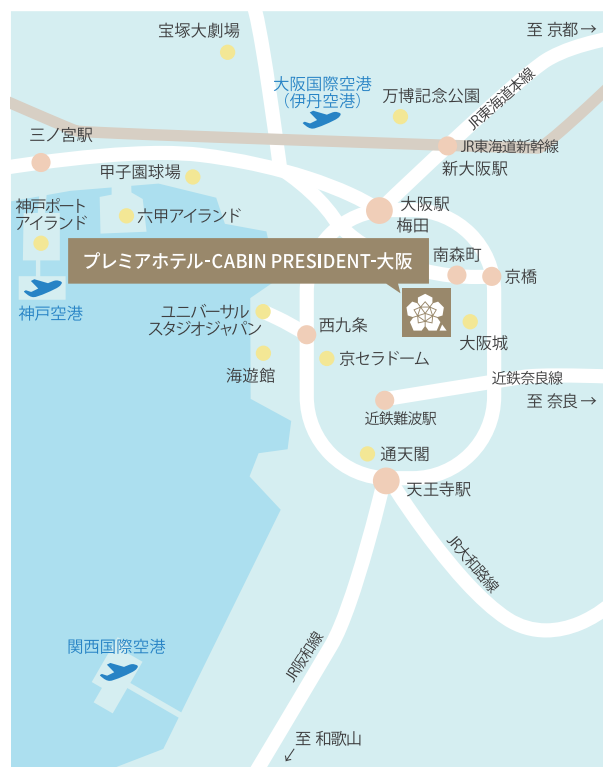 宝塚大劇場
至 京都→
大阪国際空港
(伊丹空港)
万博記念公園
JR東海道本線
三ノ宮駅
JR東海道新幹線
新大阪駅
甲子園球場
神戸ポート
アイランド
六甲アイランド
大阪駅
梅田
プレミアホテル-CABIN PRESIDENT-大阪
南森町
京橋
神戸空港
ユニバーサル
スタジオジャパン
西九条
大阪城
海遊館
京セラドーム
近鉄奈良線
至 奈良→
近鉄難波駅
通天閣
天王寺駅
JR大和路線
関西国際空港
JR阪和線
至 和歌山
↙